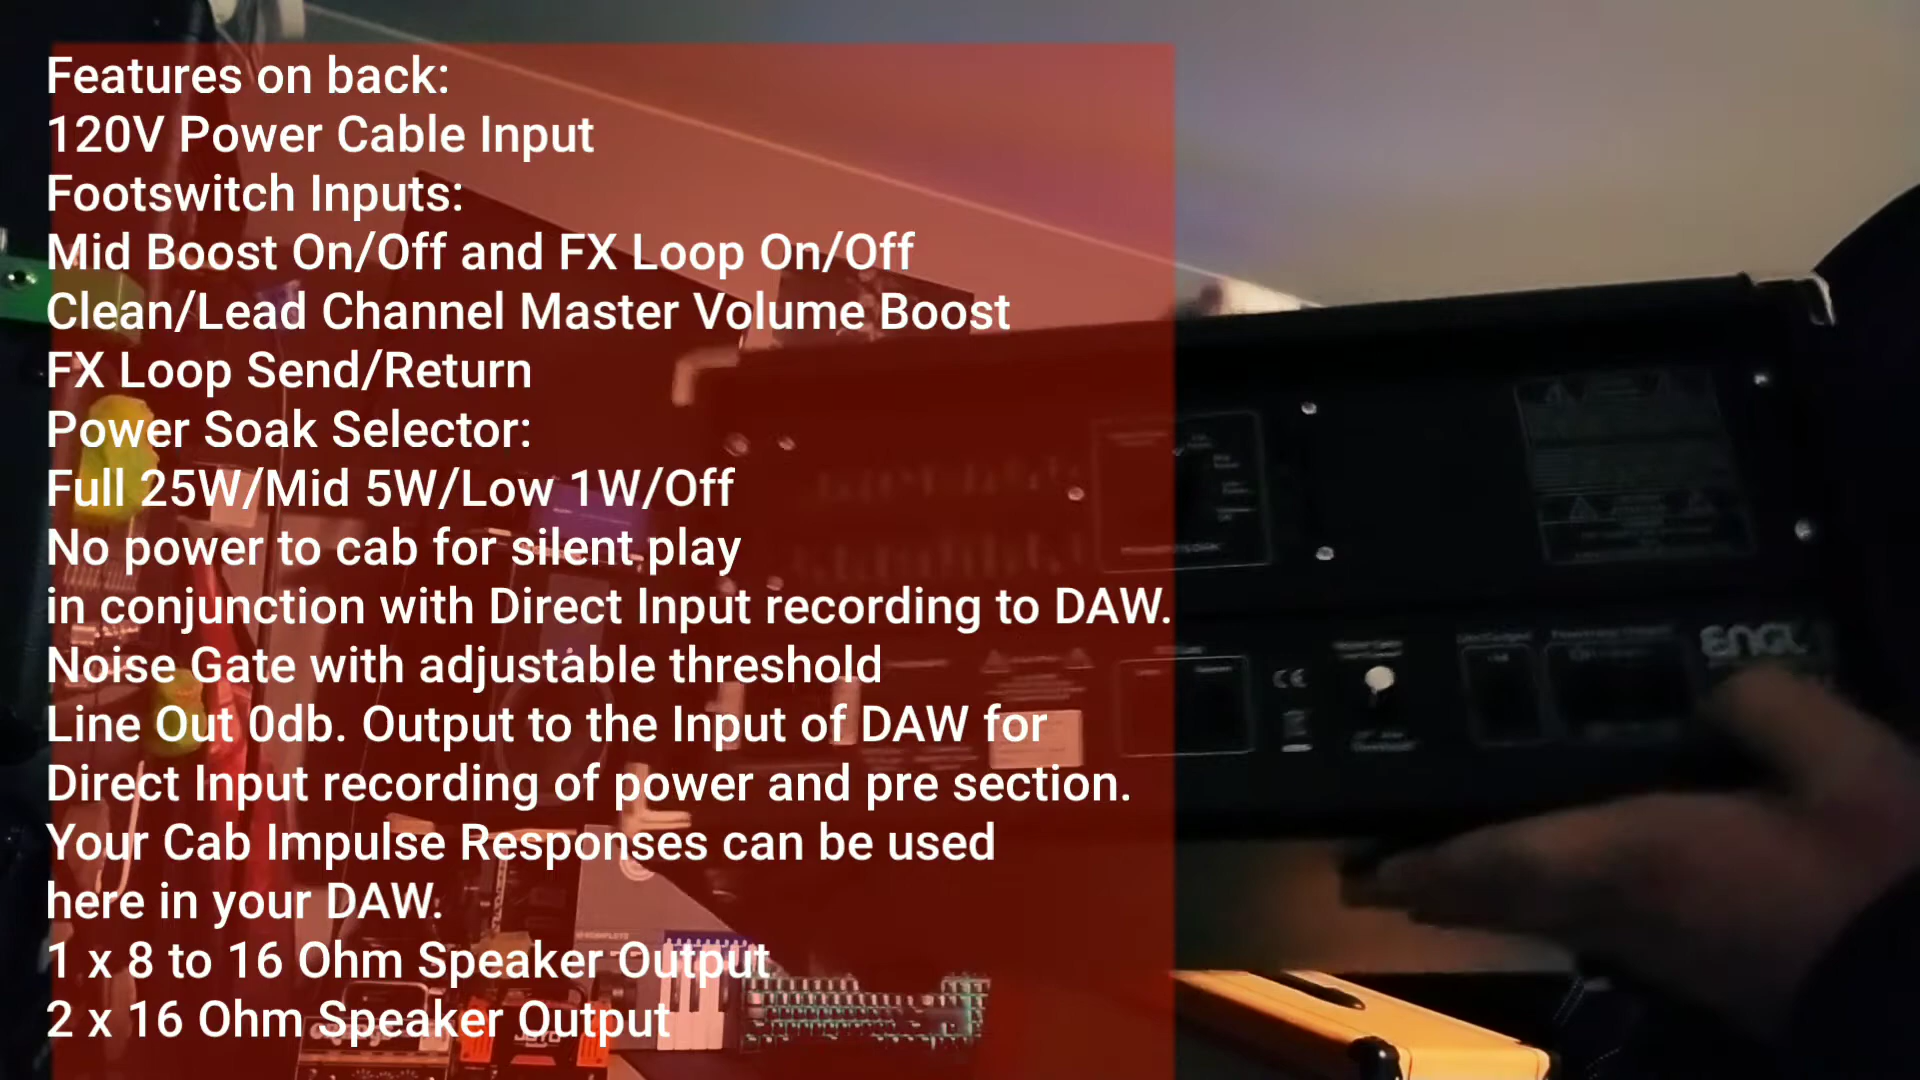 Features on back:
120V Power Cable Input
Footswitch Inputs:
Mid Boost On/Off and FX Loop On/Off
Clean/Lead Channel Master Volume Boost
FX Loop Send/Return
Power Soak Selector:
Full 25W/Mid 5W/Low 1W/Off
No power to cab for silent play
in conjunction with Direct Input recording to DAW.
Noise Gate with adjustable threshold
Line Out 0db. Output to the Input of DAW for
Direct Input recording of power and pre section.
Your Cab Impulse Responses can be used
here in your DAW.
1 x 8 to 16 Ohm Speaker Output
2 x 16 Ohm Speaker Output
ENGL
CE